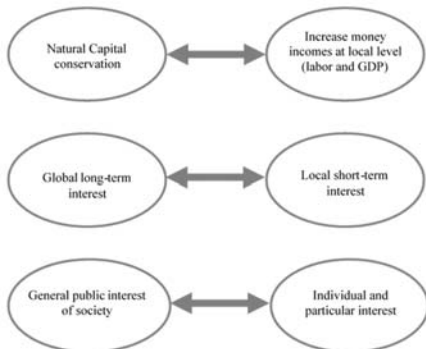 Natural Capital
conservation
Increase money
incomes at local level
(labor and GDP)
Global long-term
interest
Local short-term
interest
General public interest
of society
Individual and
particular interest